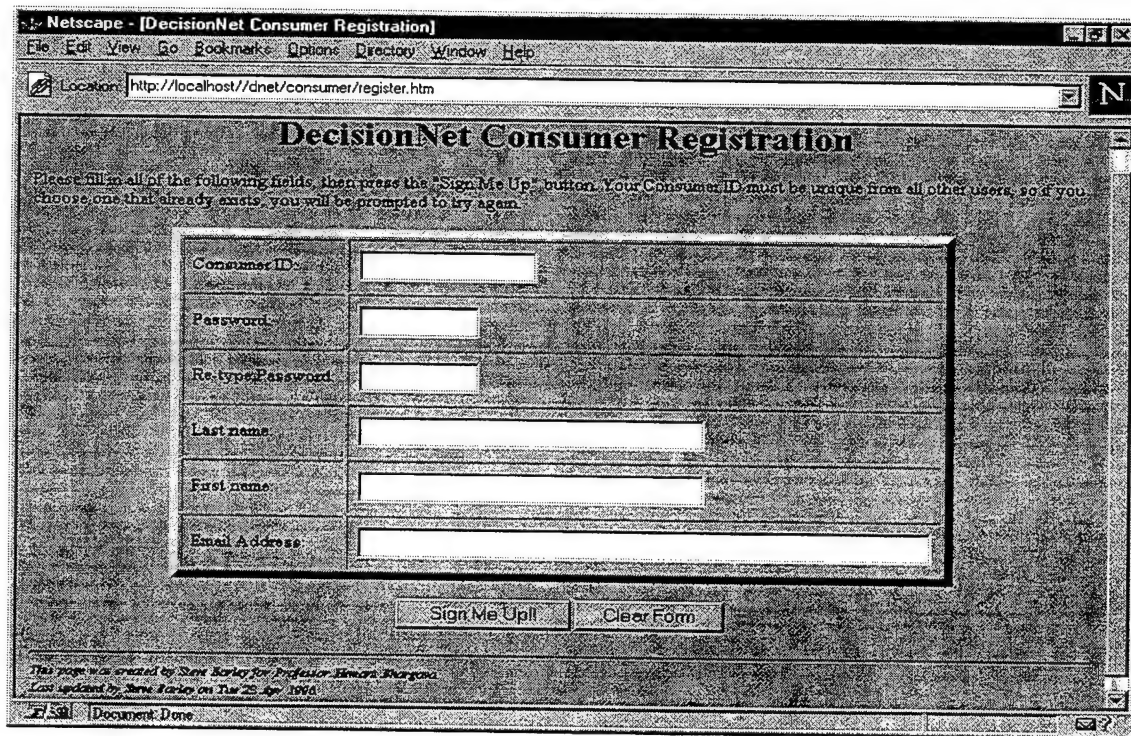 Netscape - [DecisionNet Consumer Registration]
File Edit View Go Bookmarks Options Directory Window Help
Location: http://localhost//dnet/consumer/register.htm
N
DecisionNet Consumer Registration
Please fill in all of the following fields, then press the "Sign Me Up" button. Your Consumer ID must be unique from all other users, so if you
choose one that already exists, you will be prompted to try again.
Consumer ID:
Password:
Re-type Password:
Last name:
First name:
Email Address:
Sign Me Up!! Clear Form
This page was created by Steve Barley for Professor Bhargava
Last updated by Steve Barley on Tue Apr 1996
Document: Done